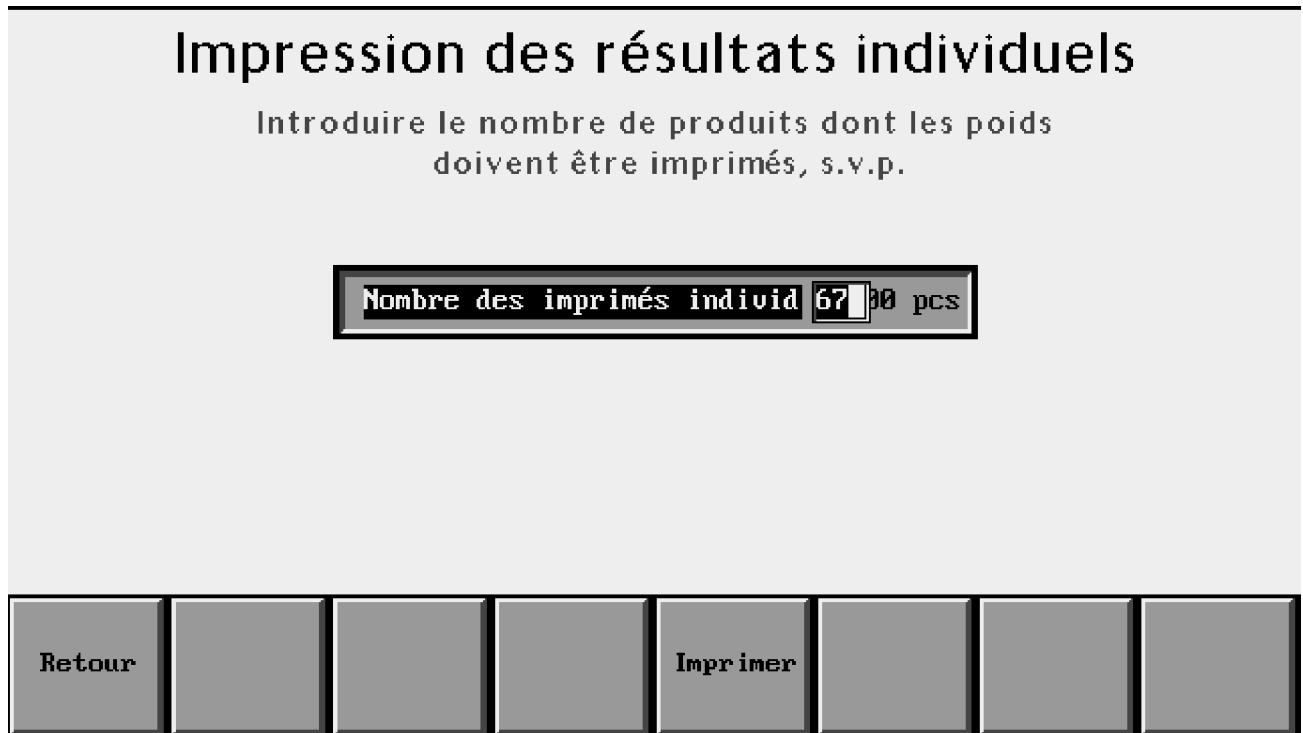 Impression des résultats individuels
Introduire le nombre de produits dont les poids
doivent être imprimés, s.v.p.
Nombre des imprimés individ 67 00 pcs
Retour
Imprimer